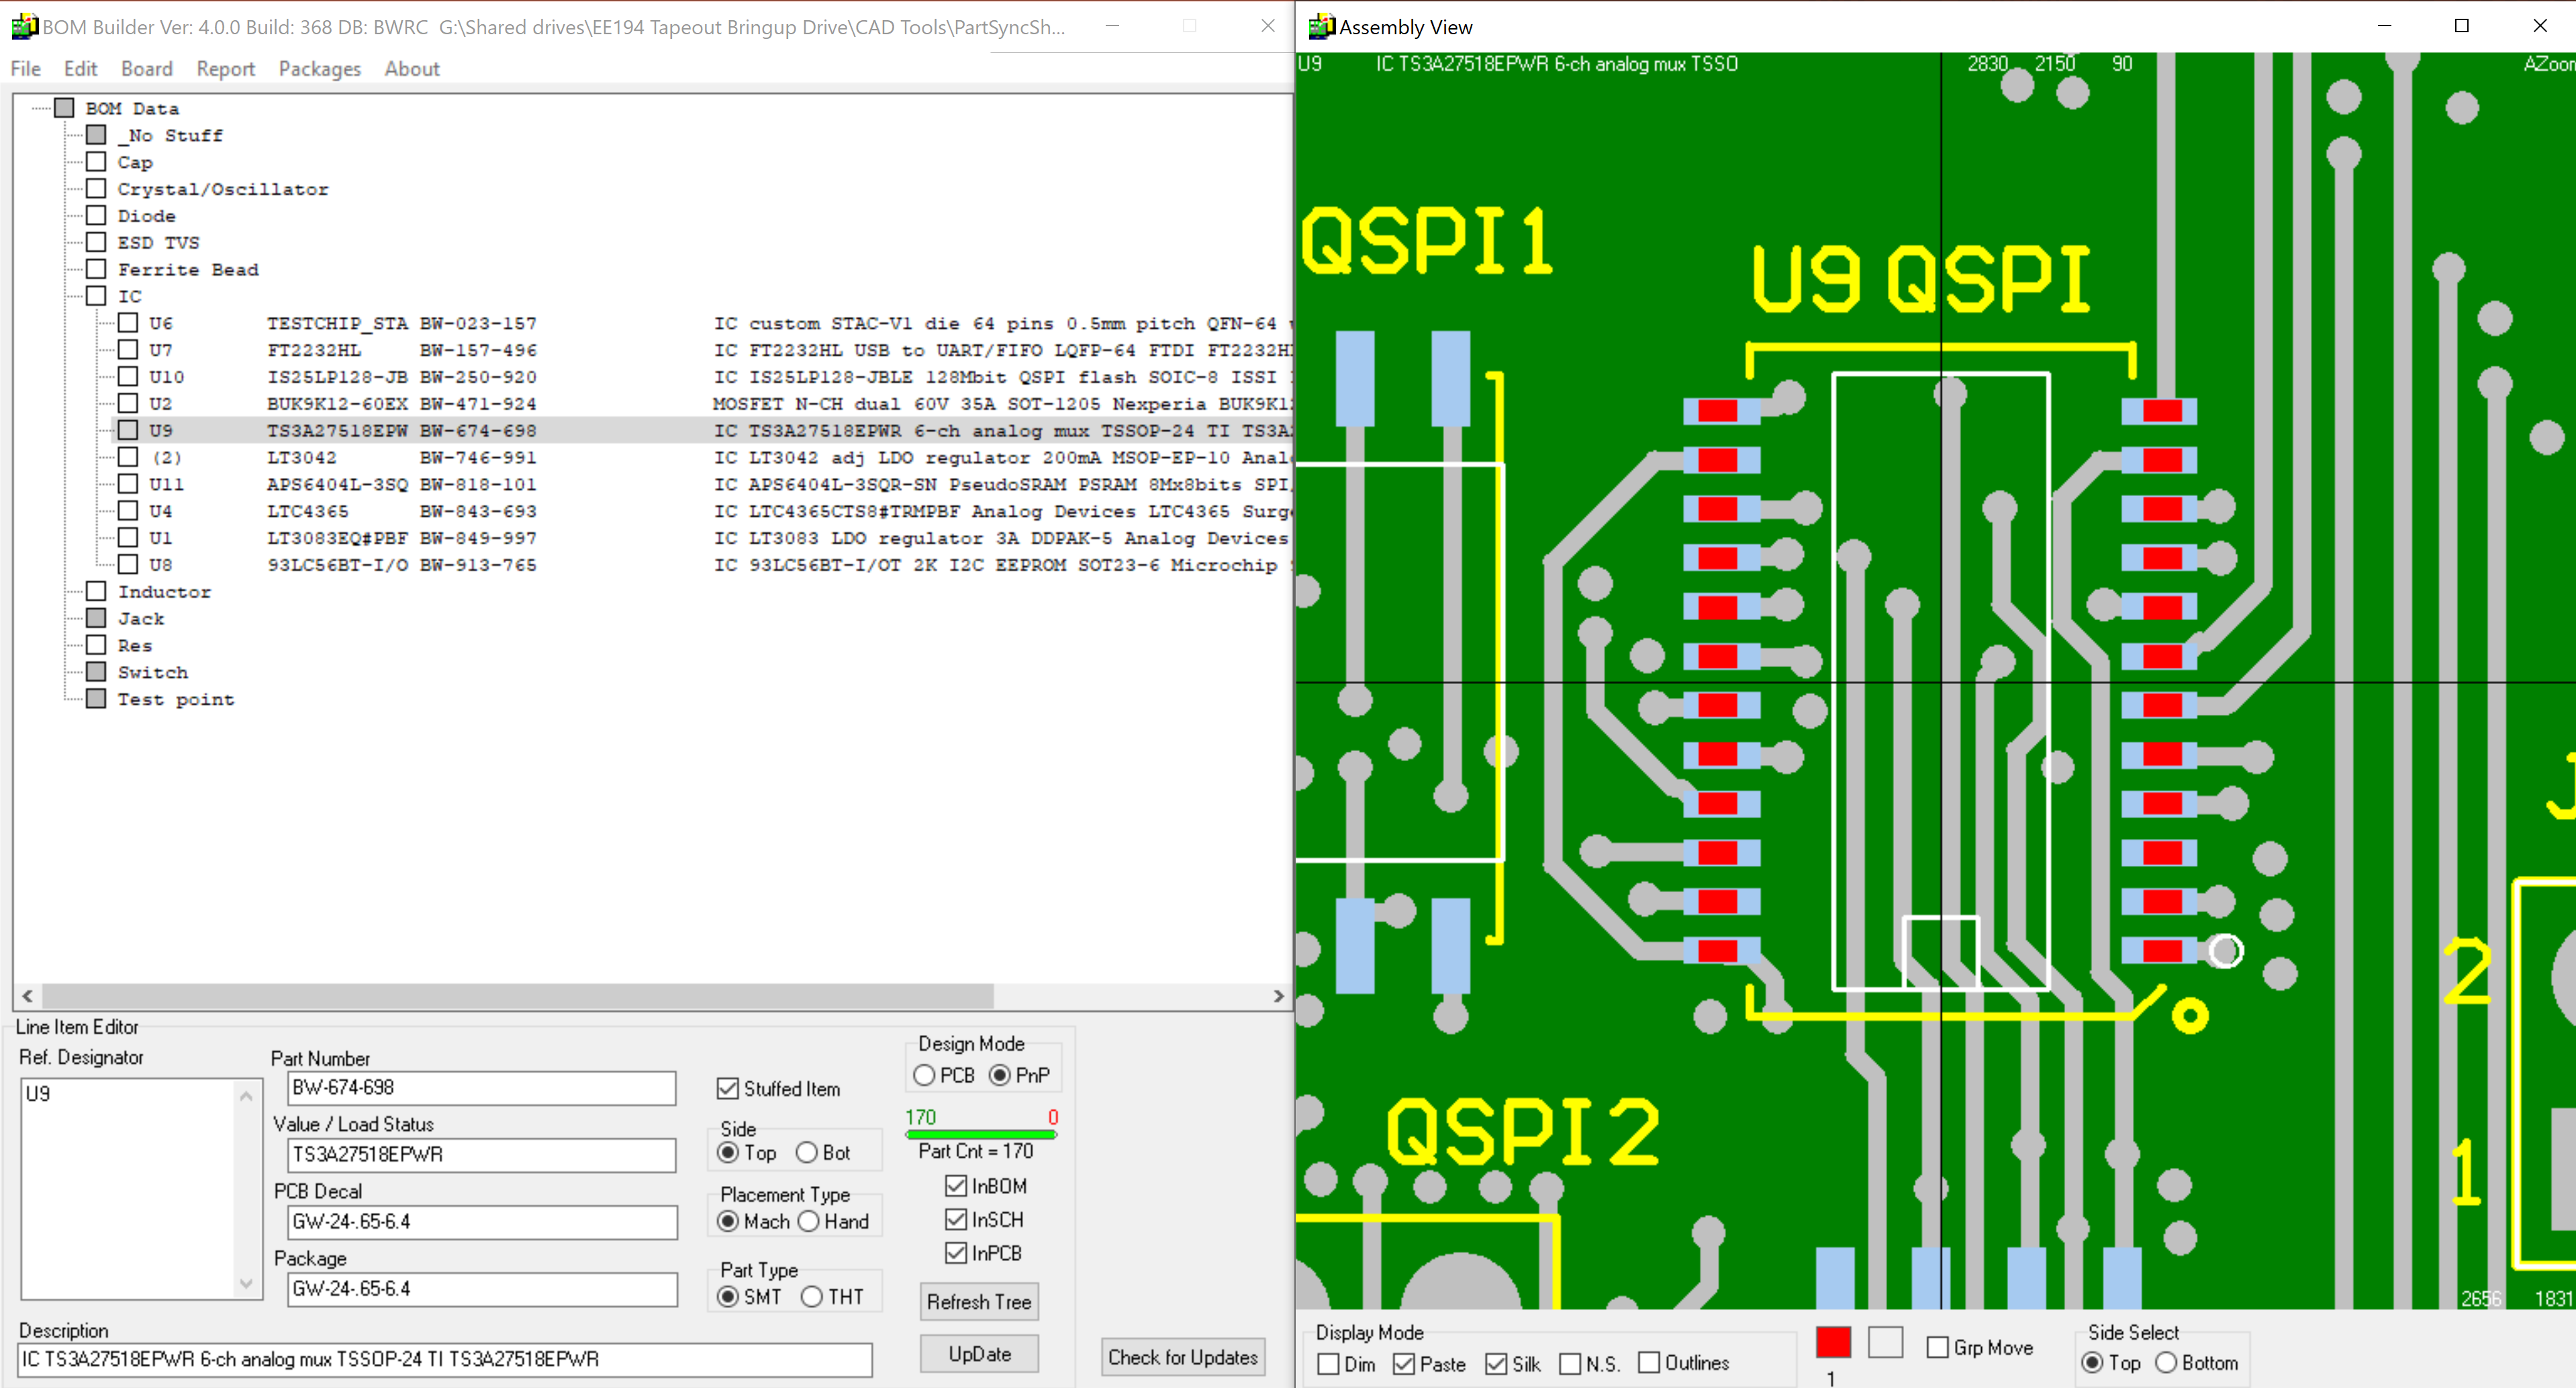 BOM Builder Ver: 4.0.0 Build: 368 DB: BWRC G:\Shared drives\EE194 Tapeout Bringup Drive\CAD Tools\PartSyncSh...
File Edit Board Report Packages About
BOM Data
_No Stuff
Cap
Crystal/Oscillator
Diode
ESD TVS
Ferrite Bead
IC
U6 TESTCHIP_STA BW-023-157 IC custom STAC-V1 die 64 pins 0.5mm pitch QFN-64
U7 FT2232HL BW-157-496 IC FT2232HL USB to UART/FIFO LQFP-64 FTDI FT2232H
U10 IS25LP128-JB BW-250-920 IC IS25LP128-JBLE 128Mbit QSPI flash SOIC-8 ISSI
U2 BUK9K12-60EX BW-471-924 MOSFET N-CH dual 60V 35A SOT-1205 Nexperia BUK9K1
U9 TS3A27518EPW BW-674-698 IC TS3A27518EPWR 6-ch analog mux TSSOP-24 TI TS3A
(2) LT3042 BW-746-991 IC LT3042 adj LDO regulator 200mA MSOP-EP-10 Anal
U11 APS6404L-3SQ BW-818-101 IC APS6404L-3SQR-SN PseudoSRAM PSRAM 8Mx8bits SPI
U4 LTC4365 BW-843-693 IC LTC4365CTS8#TRMPBF Analog Devices LTC4365 Surg
U1 LT3083EQ#PBF BW-849-997 IC LT3083 LDO regulator 3A DDPAK-5 Analog Devices
U8 93LC56BT-I/O BW-913-765 IC 93LC56BT-I/OT 2K I2C EEPROM SOT23-6 Microchip
Inductor
Jack
Res
Switch
Test point
Line Item Editor
Ref. Designator
U9
Part Number
BW-674-698
Value / Load Status
TS3A27518EPWR
PCB Decal
GW-24-.65-6.4
Package
GW-24-.65-6.4
Description
IC TS3A27518EPWR 6-ch analog mux TSSOP-24 TI TS3A27518EPWR
Stuffed Item
Side
Top Bot
Placement Type
Mach Hand
Part Type
SMT THT
Design Mode
PCB PnP
170 0
Part Cnt = 170
InBOM
InSCH
InPCB
Refresh Tree
UpDate
Check for Updates
Assembly View
U9 IC TS3A27518EPWR 6-ch analog mux TSSO 2830 2150 90 AZoom
QSPI1
U9 QSPI
QSPI2
J
2
1
2656 1831
Display Mode
Dim Paste Silk N.S. Outlines
1
Grp Move
Side Select
Top Bottom